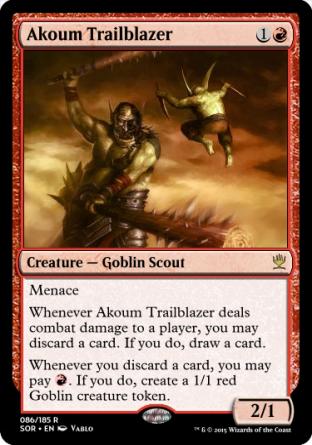 Akoum Trailblazer 1
Creature — Goblin Scout
Menace
Whenever Akoum Trailblazer deals
combat damage to a player, you may
discard a card. If you do, draw a card.
Whenever you discard a card, you may
pay . If you do, create a 1/1 red
Goblin creature token.
2/1
086/185 R
SOR • EN VABLO
™ & © 2015 Wizards of the Coast